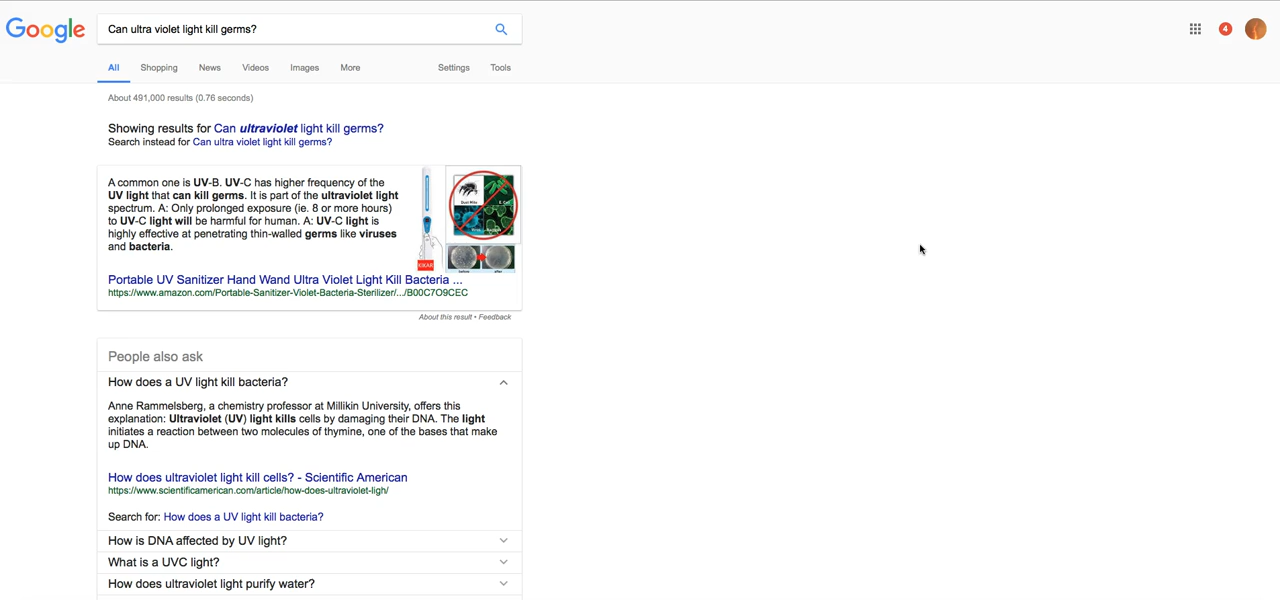 Google
Can ultra violet light kill germs?
4
All Shopping News Videos Images More Settings Tools
About 491,000 results (0.76 seconds)
Showing results for Can ultraviolet light kill germs?
Search instead for Can ultra violet light kill germs?
A common one is UV-B. UV-C has higher frequency of the
UV light that can kill germs. It is part of the ultraviolet light
spectrum. A: Only prolonged exposure (ie. 8 or more hours)
to UV-C light will be harmful for human. A: UV-C light is
highly effective at penetrating thin-walled germs like viruses
and bacteria.
Dust Mite E. Coli
before after
Portable UV Sanitizer Hand Wand Ultra Violet Light Kill Bacteria ...
https://www.amazon.com/Portable-Sanitizer-Violet-Bacteria-Sterilizer/.../B00C7O9CEC
About this result • Feedback
People also ask
How does a UV light kill bacteria?
Anne Rammelsberg, a chemistry professor at Millikin University, offers this
explanation: Ultraviolet (UV) light kills cells by damaging their DNA. The light
initiates a reaction between two molecules of thymine, one of the bases that make
up DNA.
How does ultraviolet light kill cells? - Scientific American
https://www.scientificamerican.com/article/how-does-ultraviolet-ligh/
Search for: How does a UV light kill bacteria?
How is DNA affected by UV light?
What is a UVC light?
How does ultraviolet light purify water?